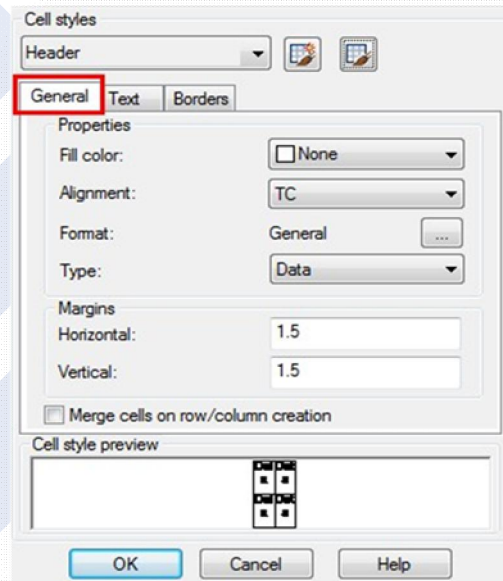 Cell styles
Header
General Text Borders
Properties
Fill color: None
Alignment: TC
Format: General ...
Type: Data
Margins
Horizontal: 1.5
Vertical: 1.5
Merge cells on row/column creation
Cell style preview
OK Cancel Help